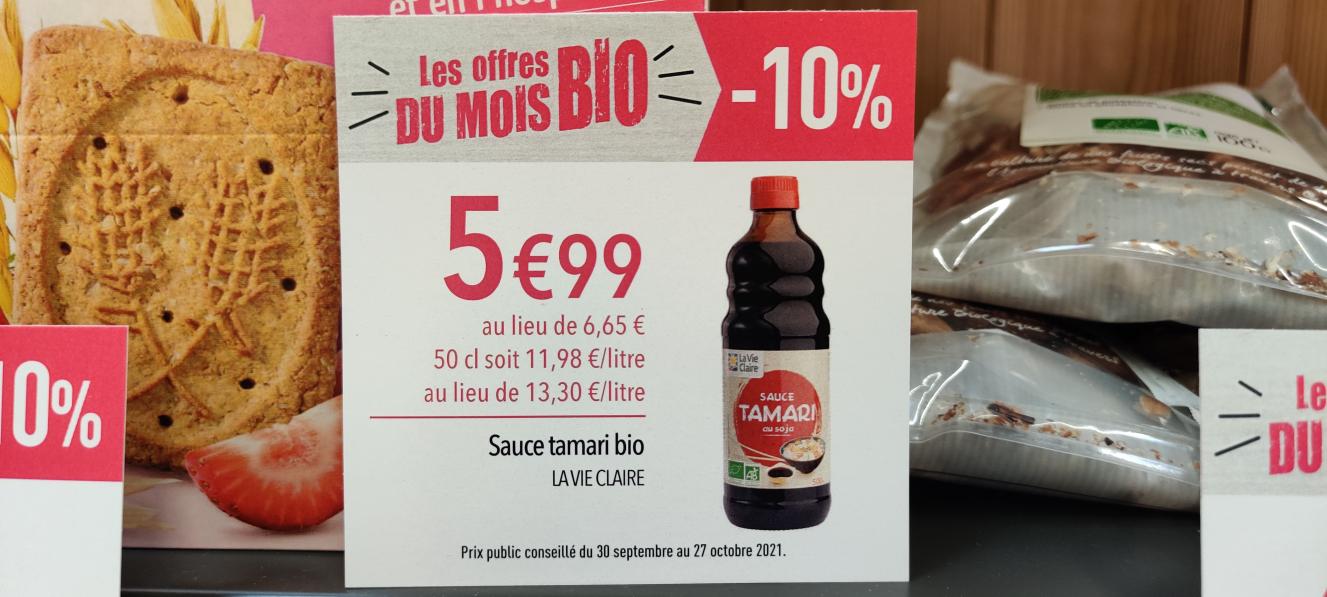 et en
Les offres
DU MOIS BIO
-10%
5€99
au lieu de 6,65 €
50 cl soit 11,98 €/litre
au lieu de 13,30 €/litre
Sauce tamari bio
LA VIE CLAIRE
La Vie
Claire
SAUCE
TAMARI
au soja
Prix public conseillé du 30 septembre au 27 octobre 2021.
10%
Le
DU